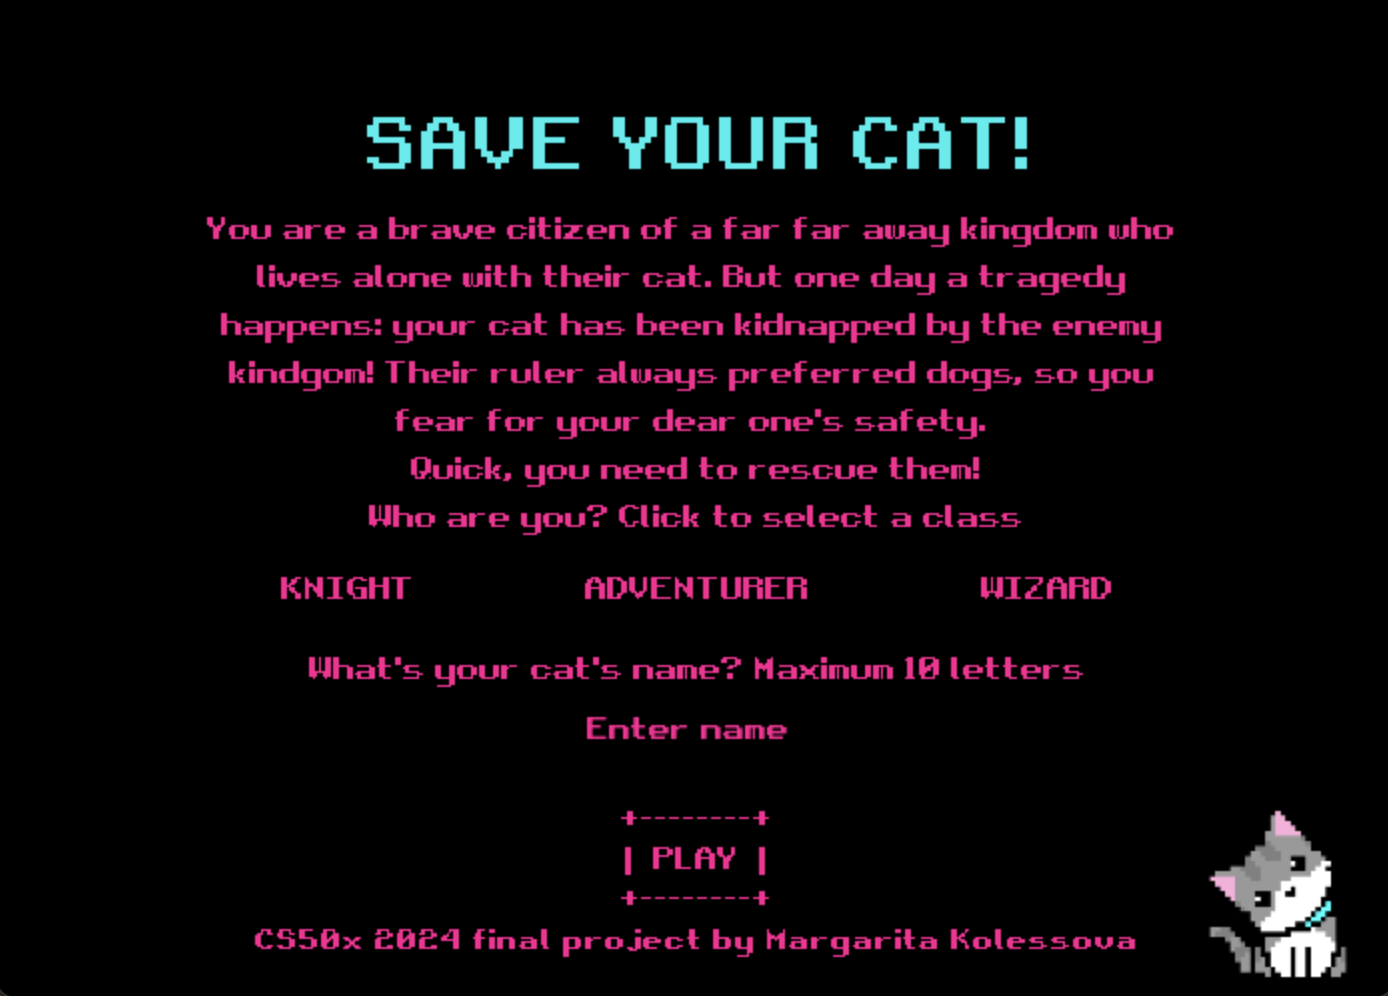 SAVE YOUR CAT!
You are a brave citizen of a far far away kingdom who
lives alone with their cat. But one day a tragedy
happens: your cat has been kidnapped by the enemy
kindgom! Their ruler always preferred dogs, so you
fear for your dear one's safety.
Quick, you need to rescue them!
Who are you? Click to select a class
KNIGHT ADVENTURER WIZARD
What's your cat's name? Maximum 10 letters
Enter name
+--------+
| PLAY |
+--------+
CS50x 2024 final project by Margarita Kolessova